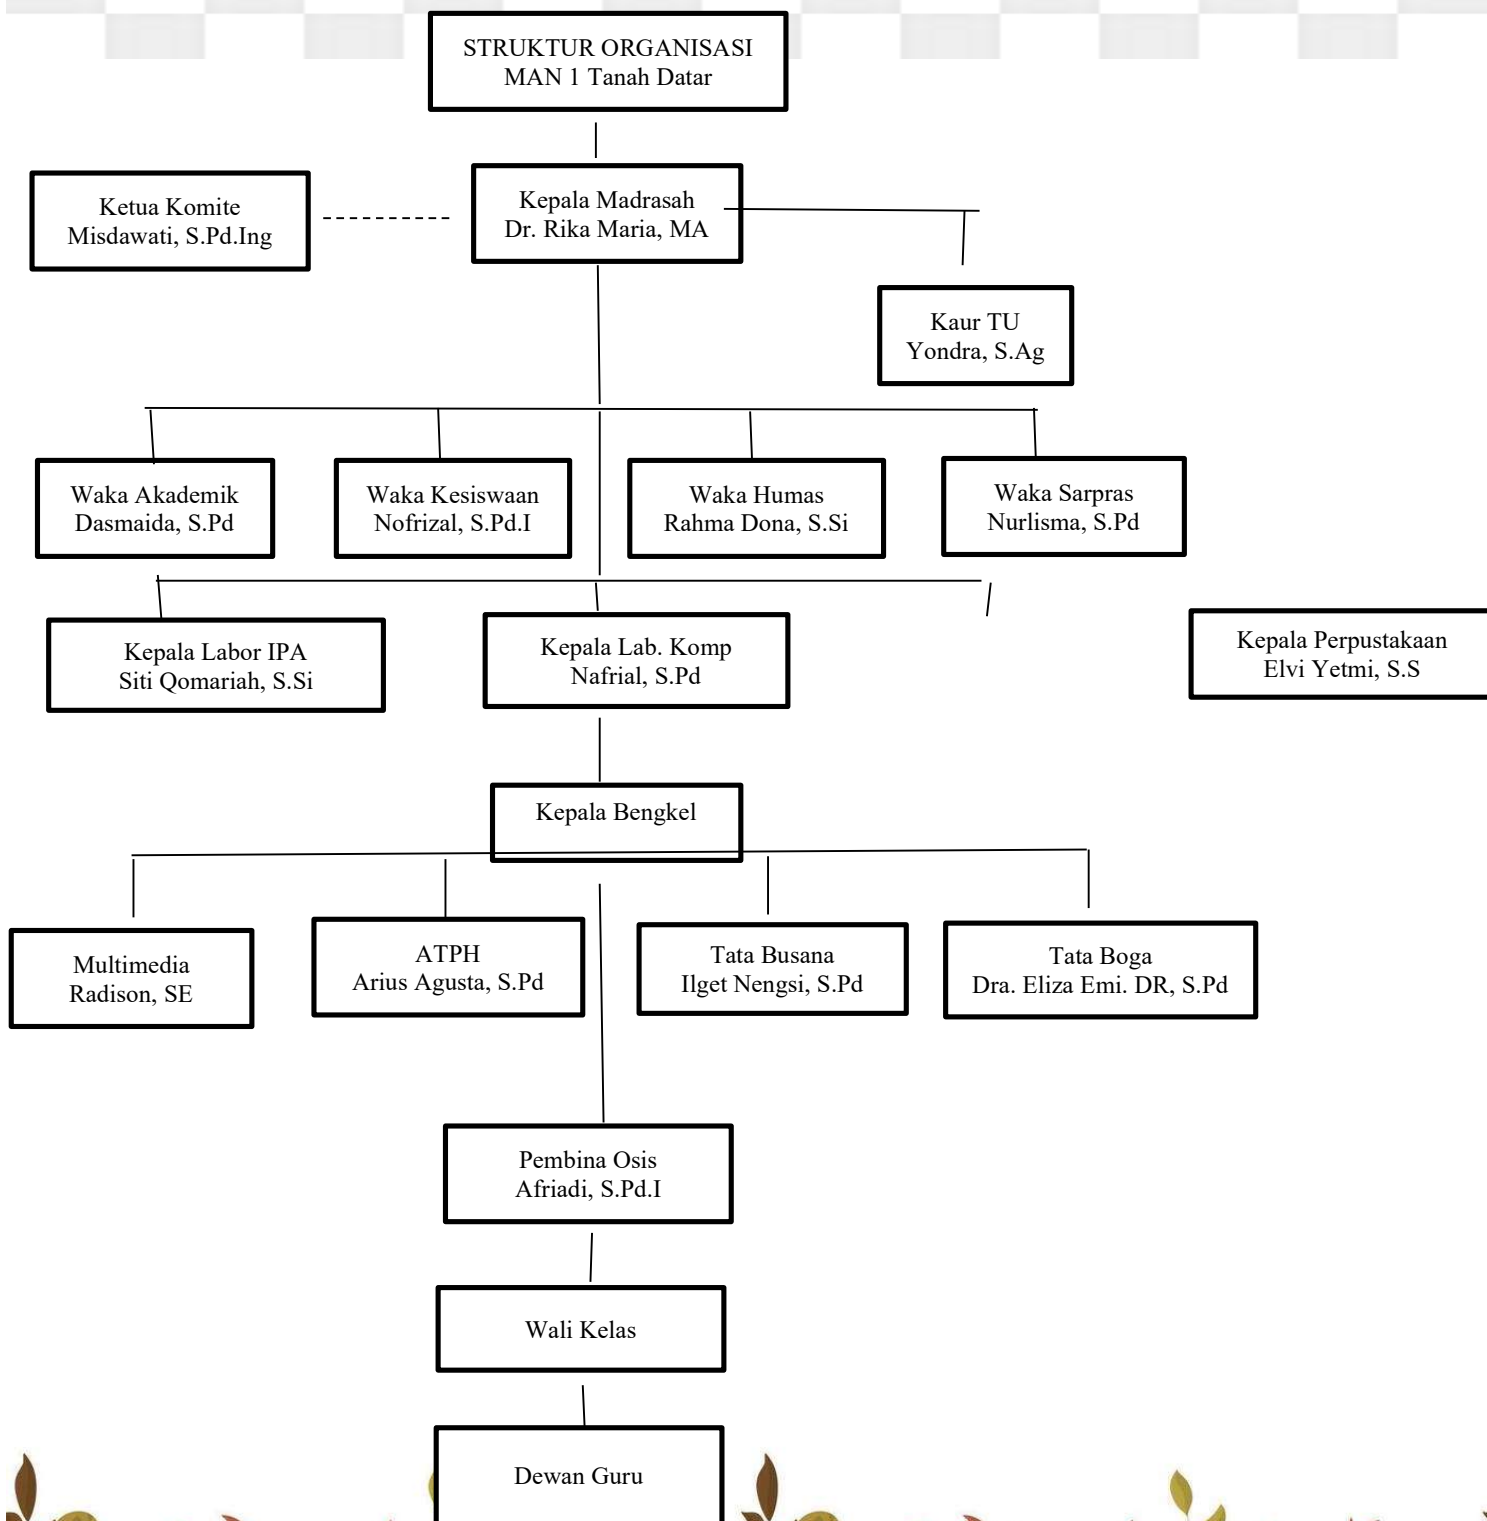 STRUKTUR ORGANISASI
MAN 1 Tanah Datar
Ketua Komite
Misdawati, S.Pd.Ing
Kepala Madrasah
Dr. Rika Maria, MA
Kaur TU
Yondra, S.Ag
Waka Akademik
Dasmaida, S.Pd
Waka Kesiswaan
Nofrizal, S.Pd.I
Waka Humas
Rahma Dona, S.Si
Waka Sarpras
Nurlisma, S.Pd
Kepala Labor IPA
Siti Qomariah, S.Si
Kepala Lab. Komp
Nafrial, S.Pd
Kepala Perpustakaan
Elvi Yetmi, S.S
Kepala Bengkel
Multimedia
Radison, SE
ATPH
Arius Agusta, S.Pd
Tata Busana
Ilget Nengsi, S.Pd
Tata Boga
Dra. Eliza Emi. DR, S.Pd
Pembina Osis
Afriadi, S.Pd.I
Wali Kelas
Dewan Guru